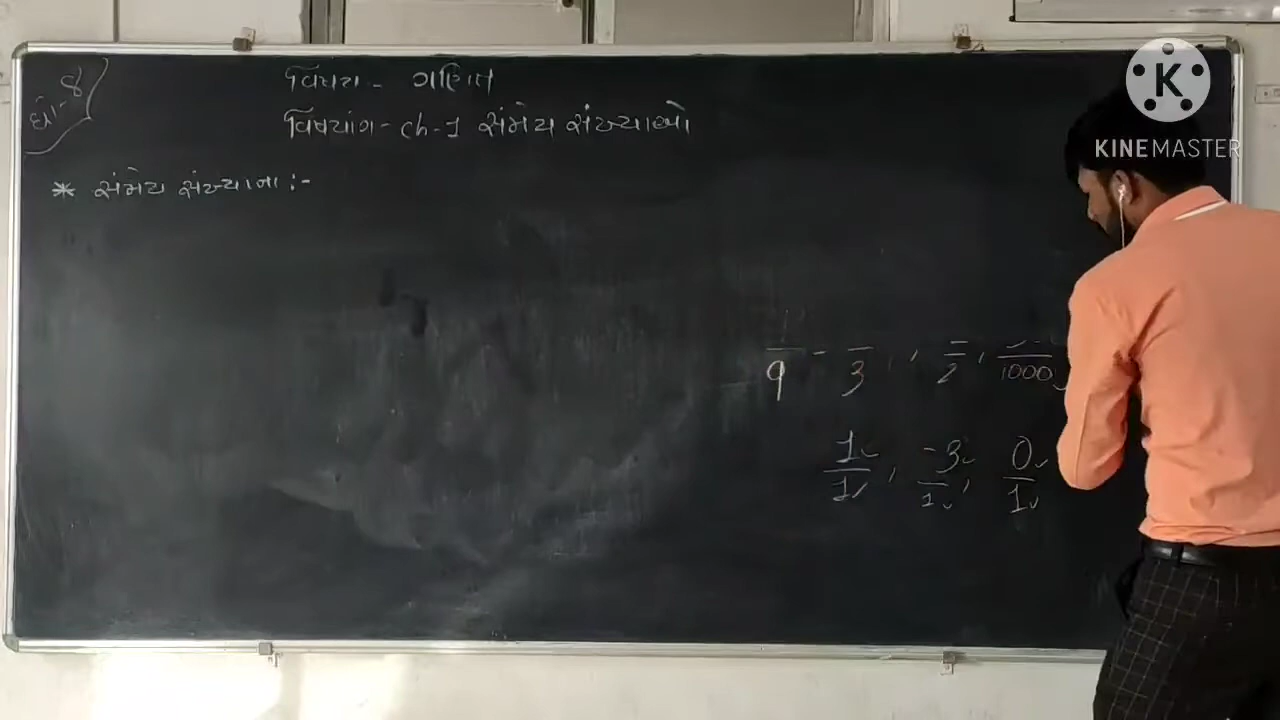 ધો-8
વિષય - ગણિત
વિષયાંગ - ch-1 સંમેય સંખ્યાઓ
* સંમેય સંખ્યાના :-
9 - 3 , 2 , 1000
1/1 , -3/1 , 0/1
K
KINEMASTER